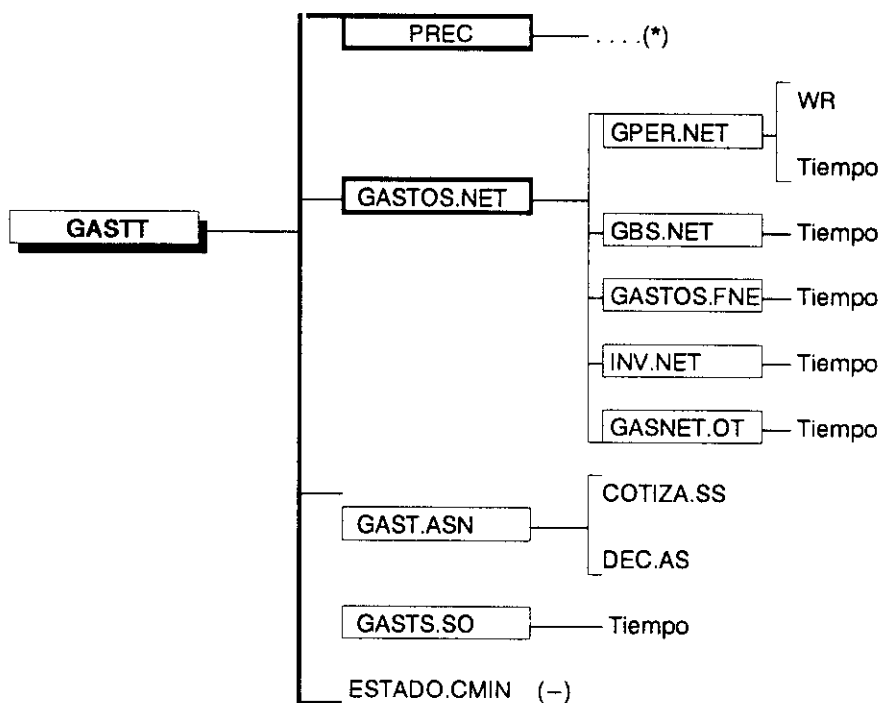 PREC
. . . . (*)
WR
GPER.NET
Tiempo
GASTOS.NET
GASTT
GBS.NET
Tiempo
GASTOS.FNE
Tiempo
INV.NET
Tiempo
GASNET.OT
Tiempo
COTIZA.SS
GAST.ASN
DEC.AS
GASTS.SO
Tiempo
ESTADO.CMIN (–)